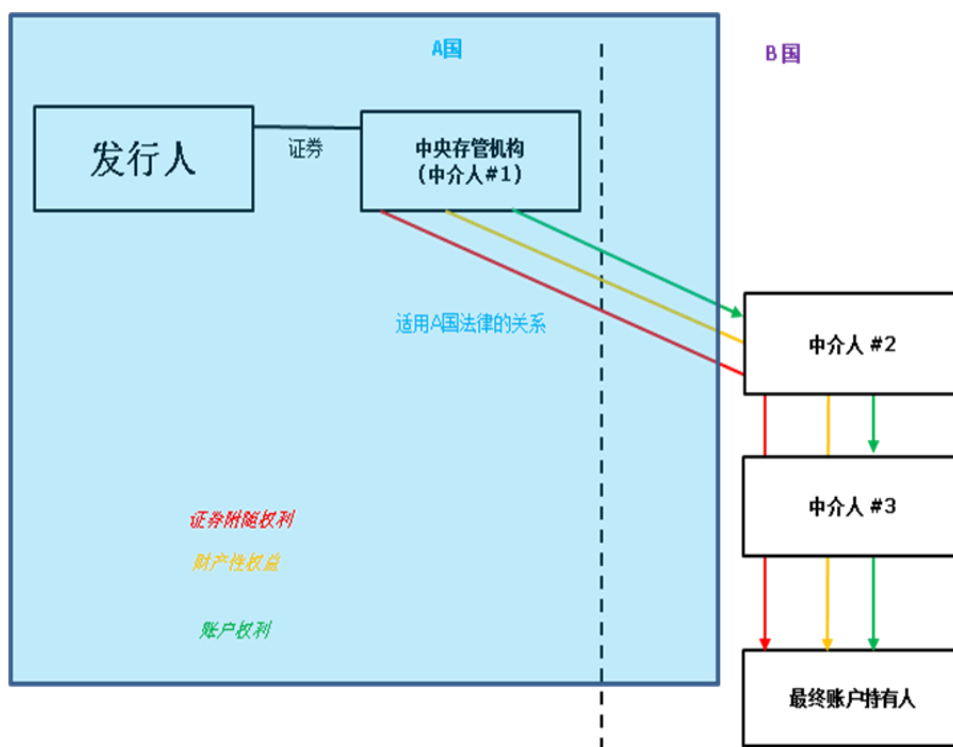 A国
B国
发行人
证券
中央存管机构
(中介人#1)
适用A国法律的关系
中介人 #2
中介人 #3
证券附随权利
财产性权益
账户权利
最终账户持有人